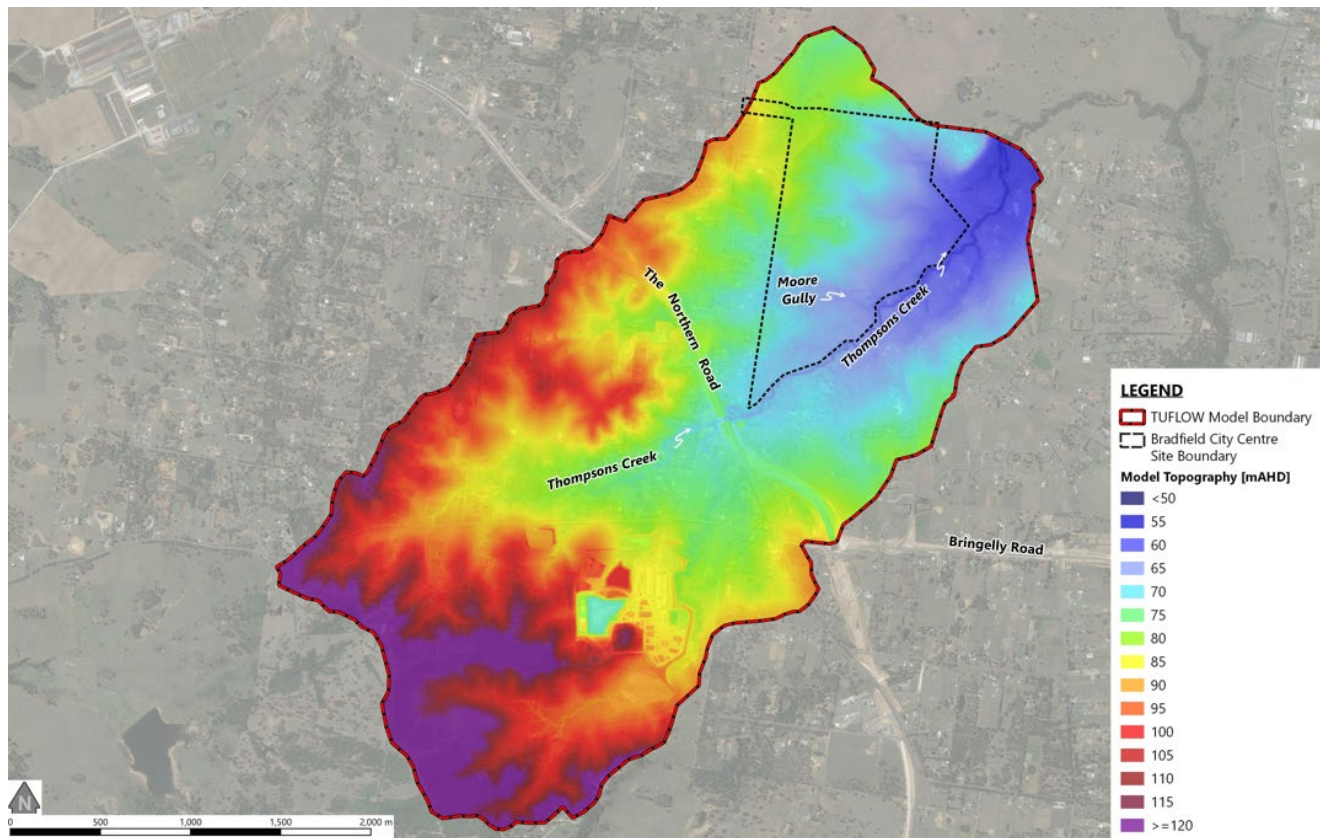 The Northern Road
Moore
Gully
Thompsons Creek
Thompsons Creek
Bringelly Road
LEGEND
TUFLOW Model Boundary
Bradfield City Centre
Site Boundary
Model Topography [mAHD]
<50
55
60
65
70
75
80
85
90
95
100
105
110
115
>=120
N
0 500 1,000 1,500 2,000 m